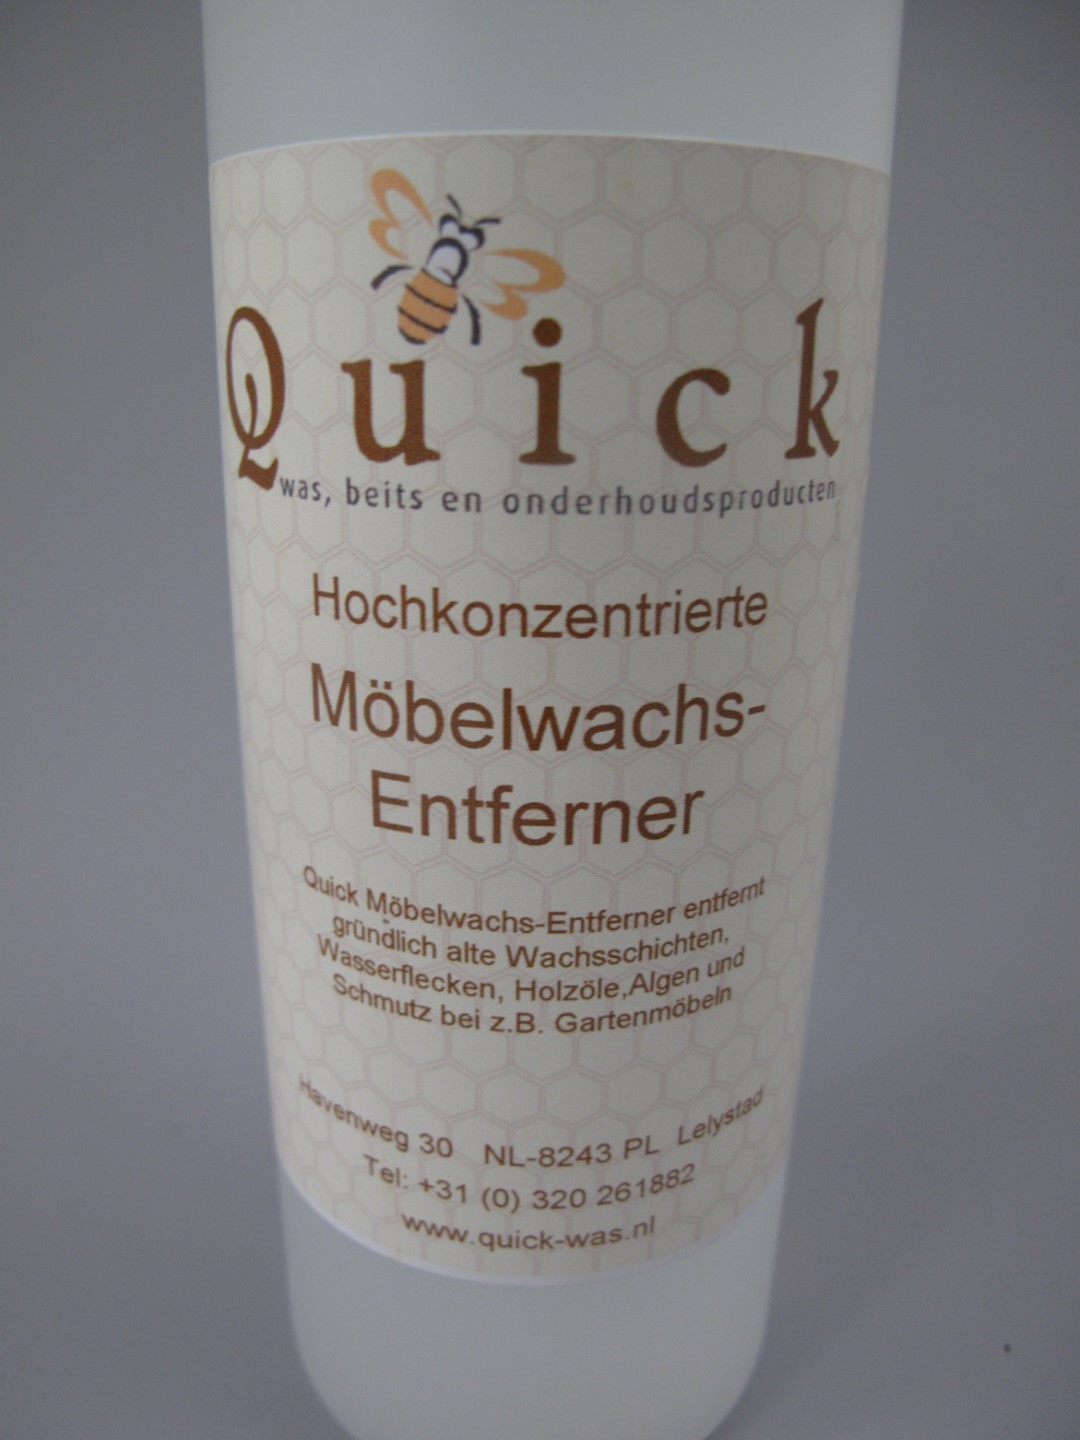 Quick
was, beits en onderhoudsproducten
Hochkonzentrierte
Möbelwachs-
Entferner
Quick Möbelwachs-Entferner entfernt
gründlich alte Wachsschichten,
Wasserflecken, Holzöle,Algen und
Schmutz bei z.B. Gartenmöbeln
Havenweg 30 NL-8243 PL Lelystad
Tel: +31 (0) 320 261882
www.quick-was.nl